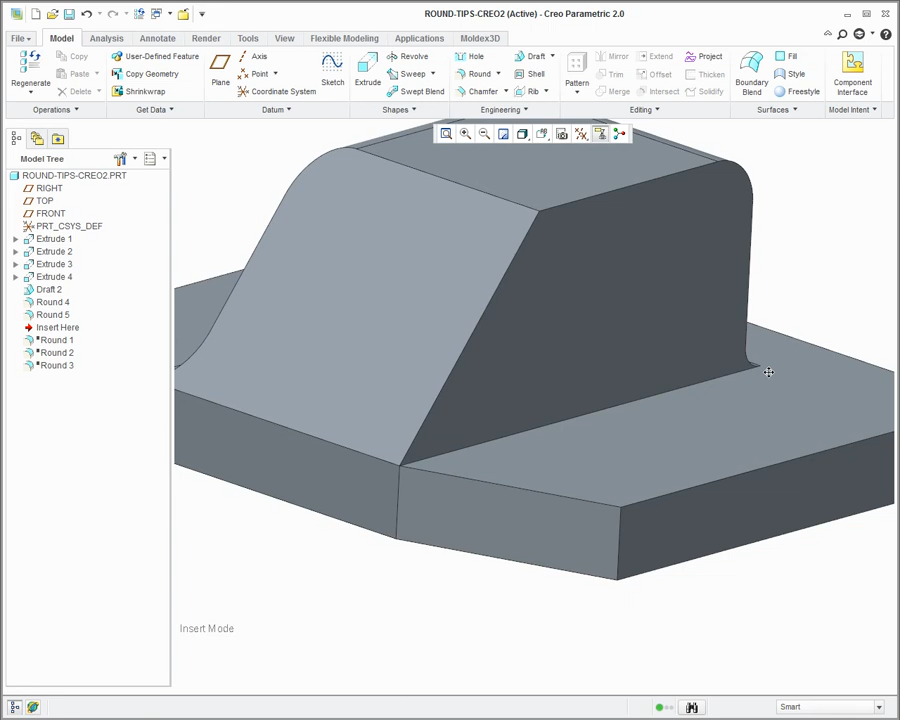 ROUND-TIPS-CREO2 (Active) - Creo Parametric 2.0
File Model Analysis Annotate Render Tools View Flexible Modeling Applications Moldex3D
Regenerate
Copy
Paste
Delete
User-Defined Feature
Copy Geometry
Shrinkwrap
Plane
Axis
Point
Coordinate System
Sketch
Extrude
Revolve
Sweep
Swept Blend
Hole
Round
Chamfer
Draft
Shell
Rib
Pattern
Mirror
Trim
Merge
Extend
Offset
Intersect
Project
Thicken
Solidify
Boundary Blend
Fill
Style
Freestyle
Component Interface
Operations Get Data Datum Shapes Engineering Editing Surfaces Model Intent
Model Tree
ROUND-TIPS-CREO2.PRT
RIGHT
TOP
FRONT
PRT_CSYS_DEF
Extrude 1
Extrude 2
Extrude 3
Extrude 4
Draft 2
Round 4
Round 5
Insert Here
Round 1
Round 2
Round 3
Insert Mode
Smart